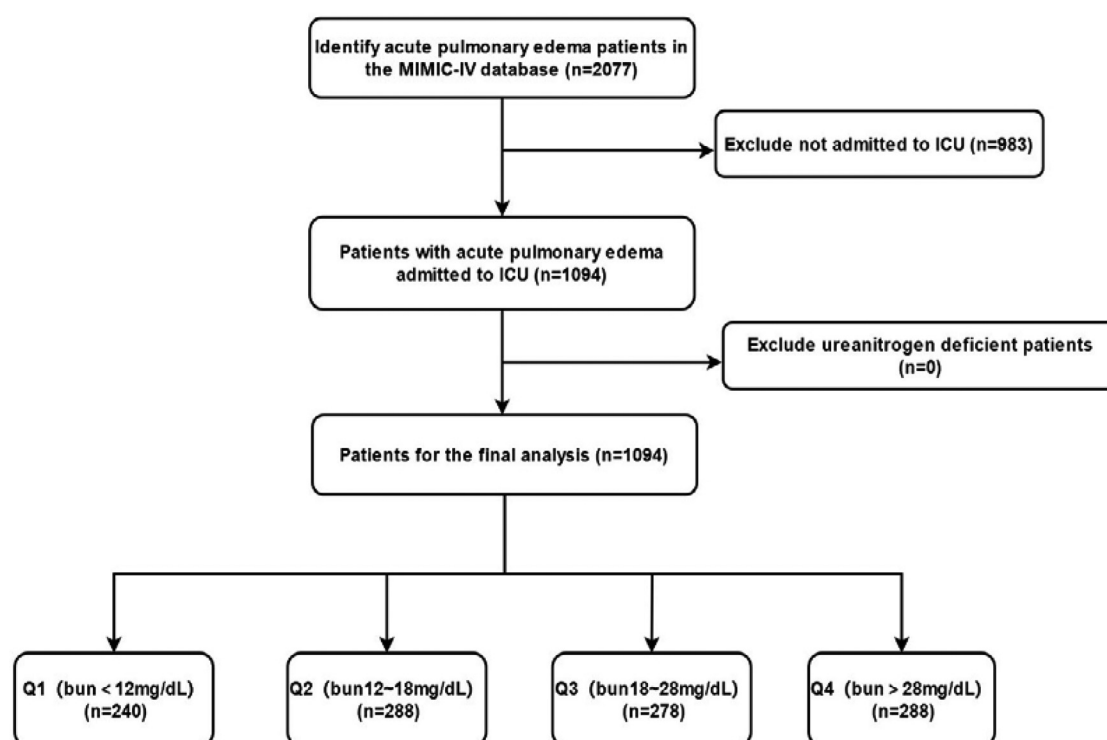 Identify acute pulmonary edema patients in
the MIMIC-IV database (n=2077)
Exclude not admitted to ICU (n=983)
Patients with acute pulmonary edema
admitted to ICU (n=1094)
Exclude ureanitrogen deficient patients
(n=0)
Patients for the final analysis (n=1094)
Q1（bun < 12mg/dL）
(n=240)
Q2（bun12~18mg/dL）
(n=288)
Q3（bun18~28mg/dL）
(n=278)
Q4（bun > 28mg/dL）
(n=288)